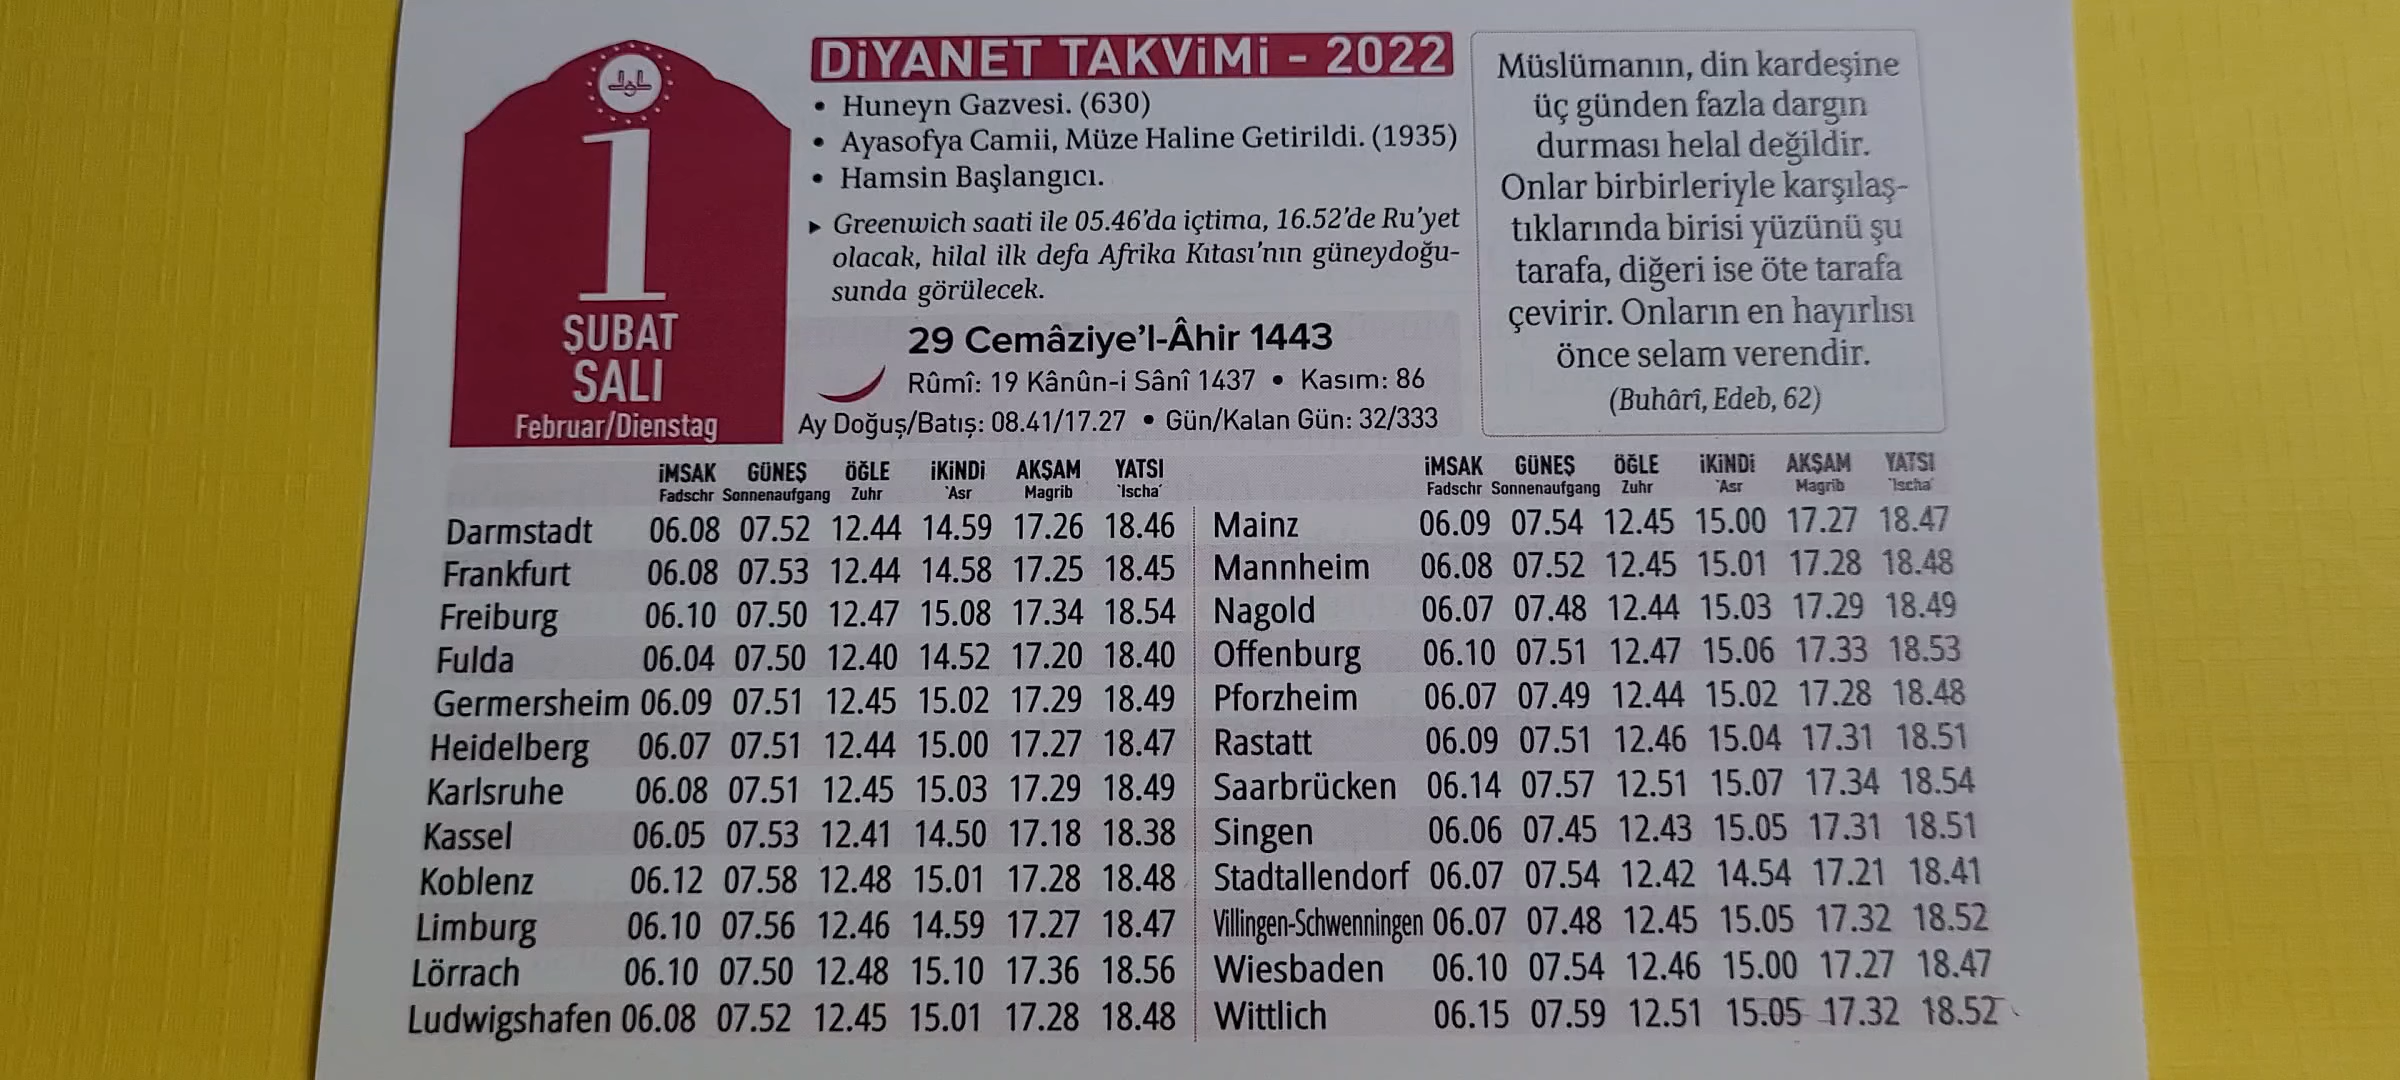 1
ŞUBAT
SALI
Februar/Dienstag
DİYANET TAKVİMİ - 2022
• Huneyn Gazvesi. (630)
• Ayasofya Camii, Müze Haline Getirildi. (1935)
• Hamsin Başlangıcı.
▸ Greenwich saati ile 05.46'da içtima, 16.52'de Ru'yet
olacak, hilal ilk defa Afrika Kıtası'nın güneydoğu-
sunda görülecek.
29 Cemâziye'l-Âhir 1443
Rûmî: 19 Kânûn-i Sânî 1437 • Kasım: 86
Ay Doğuş/Batış: 08.41/17.27 • Gün/Kalan Gün: 32/333
Müslümanın, din kardeşine
üç günden fazla dargın
durması helal değildir.
Onlar birbirleriyle karşılaş-
tıklarında birisi yüzünü şu
tarafa, diğeri ise öte tarafa
çevirir. Onların en hayırlısı
önce selam verendir.
(Buhârî, Edeb, 62)
İMSAK GÜNEŞ ÖĞLE İKİNDİ AKŞAM YATSI
Fadschr Sonnenaufgang Zuhr 'Asr Magrib 'Ischa'
Darmstadt 06.08 07.52 12.44 14.59 17.26 18.46
Frankfurt 06.08 07.53 12.44 14.58 17.25 18.45
Freiburg 06.10 07.50 12.47 15.08 17.34 18.54
Fulda 06.04 07.50 12.40 14.52 17.20 18.40
Germersheim 06.09 07.51 12.45 15.02 17.29 18.49
Heidelberg 06.07 07.51 12.44 15.00 17.27 18.47
Karlsruhe 06.08 07.51 12.45 15.03 17.29 18.49
Kassel 06.05 07.53 12.41 14.50 17.18 18.38
Koblenz 06.12 07.58 12.48 15.01 17.28 18.48
Limburg 06.10 07.56 12.46 14.59 17.27 18.47
Lörrach 06.10 07.50 12.48 15.10 17.36 18.56
Ludwigshafen 06.08 07.52 12.45 15.01 17.28 18.48
İMSAK GÜNEŞ ÖĞLE İKİNDİ AKŞAM YATSI
Fadschr Sonnenaufgang Zuhr 'Asr Magrib 'Ischa'
Mainz 06.09 07.54 12.45 15.00 17.27 18.47
Mannheim 06.08 07.52 12.45 15.01 17.28 18.48
Nagold 06.07 07.48 12.44 15.03 17.29 18.49
Offenburg 06.10 07.51 12.47 15.06 17.33 18.53
Pforzheim 06.07 07.49 12.44 15.02 17.28 18.48
Rastatt 06.09 07.51 12.46 15.04 17.31 18.51
Saarbrücken 06.14 07.57 12.51 15.07 17.34 18.54
Singen 06.06 07.45 12.43 15.05 17.31 18.51
Stadtallendorf 06.07 07.54 12.42 14.54 17.21 18.41
Villingen-Schwenningen 06.07 07.48 12.45 15.05 17.32 18.52
Wiesbaden 06.10 07.54 12.46 15.00 17.27 18.47
Wittlich 06.15 07.59 12.51 15.05 17.32 18.52